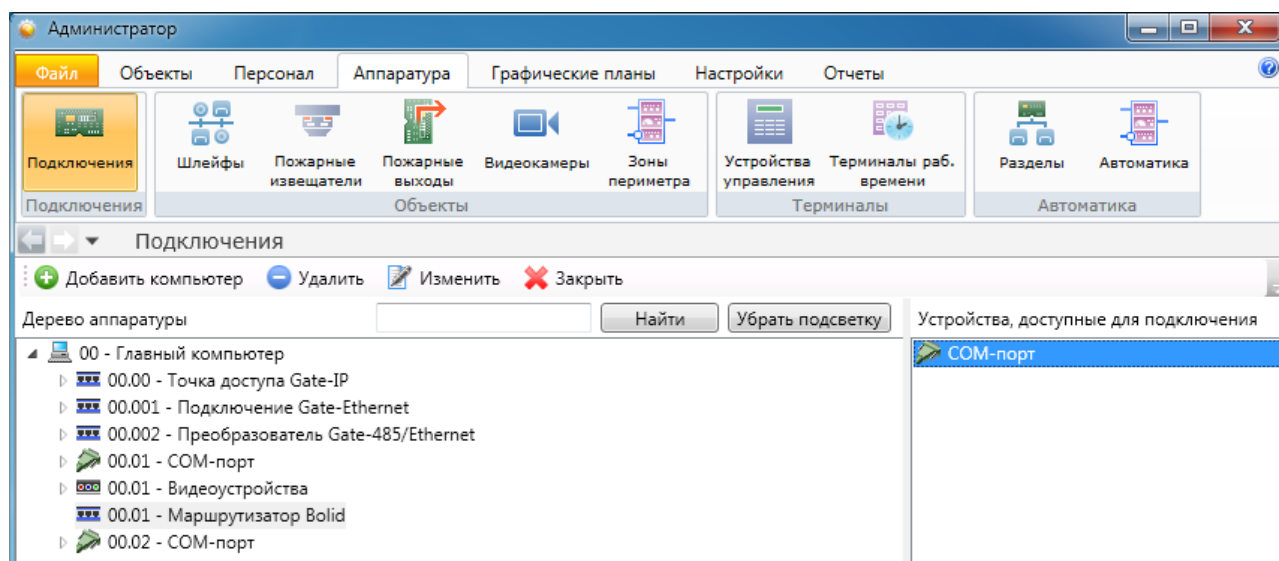 Администратор
Файл Объекты Персонал Аппаратура Графические планы Настройки Отчеты
Подключения Шлейфы Пожарные извещатели Пожарные выходы Видеокамеры Зоны периметра Устройства управления Терминалы раб. времени Разделы Автоматика
Подключения Объекты Терминалы Автоматика
Подключения
Добавить компьютер Удалить Изменить Закрыть
Дерево аппаратуры Найти Убрать подсветку Устройства, доступные для подключения
00 - Главный компьютер COM-порт
00.00 - Точка доступа Gate-IP
00.001 - Подключение Gate-Ethernet
00.002 - Преобразователь Gate-485/Ethernet
00.01 - COM-порт
00.01 - Видеоустройства
00.01 - Маршрутизатор Bolid
00.02 - COM-порт